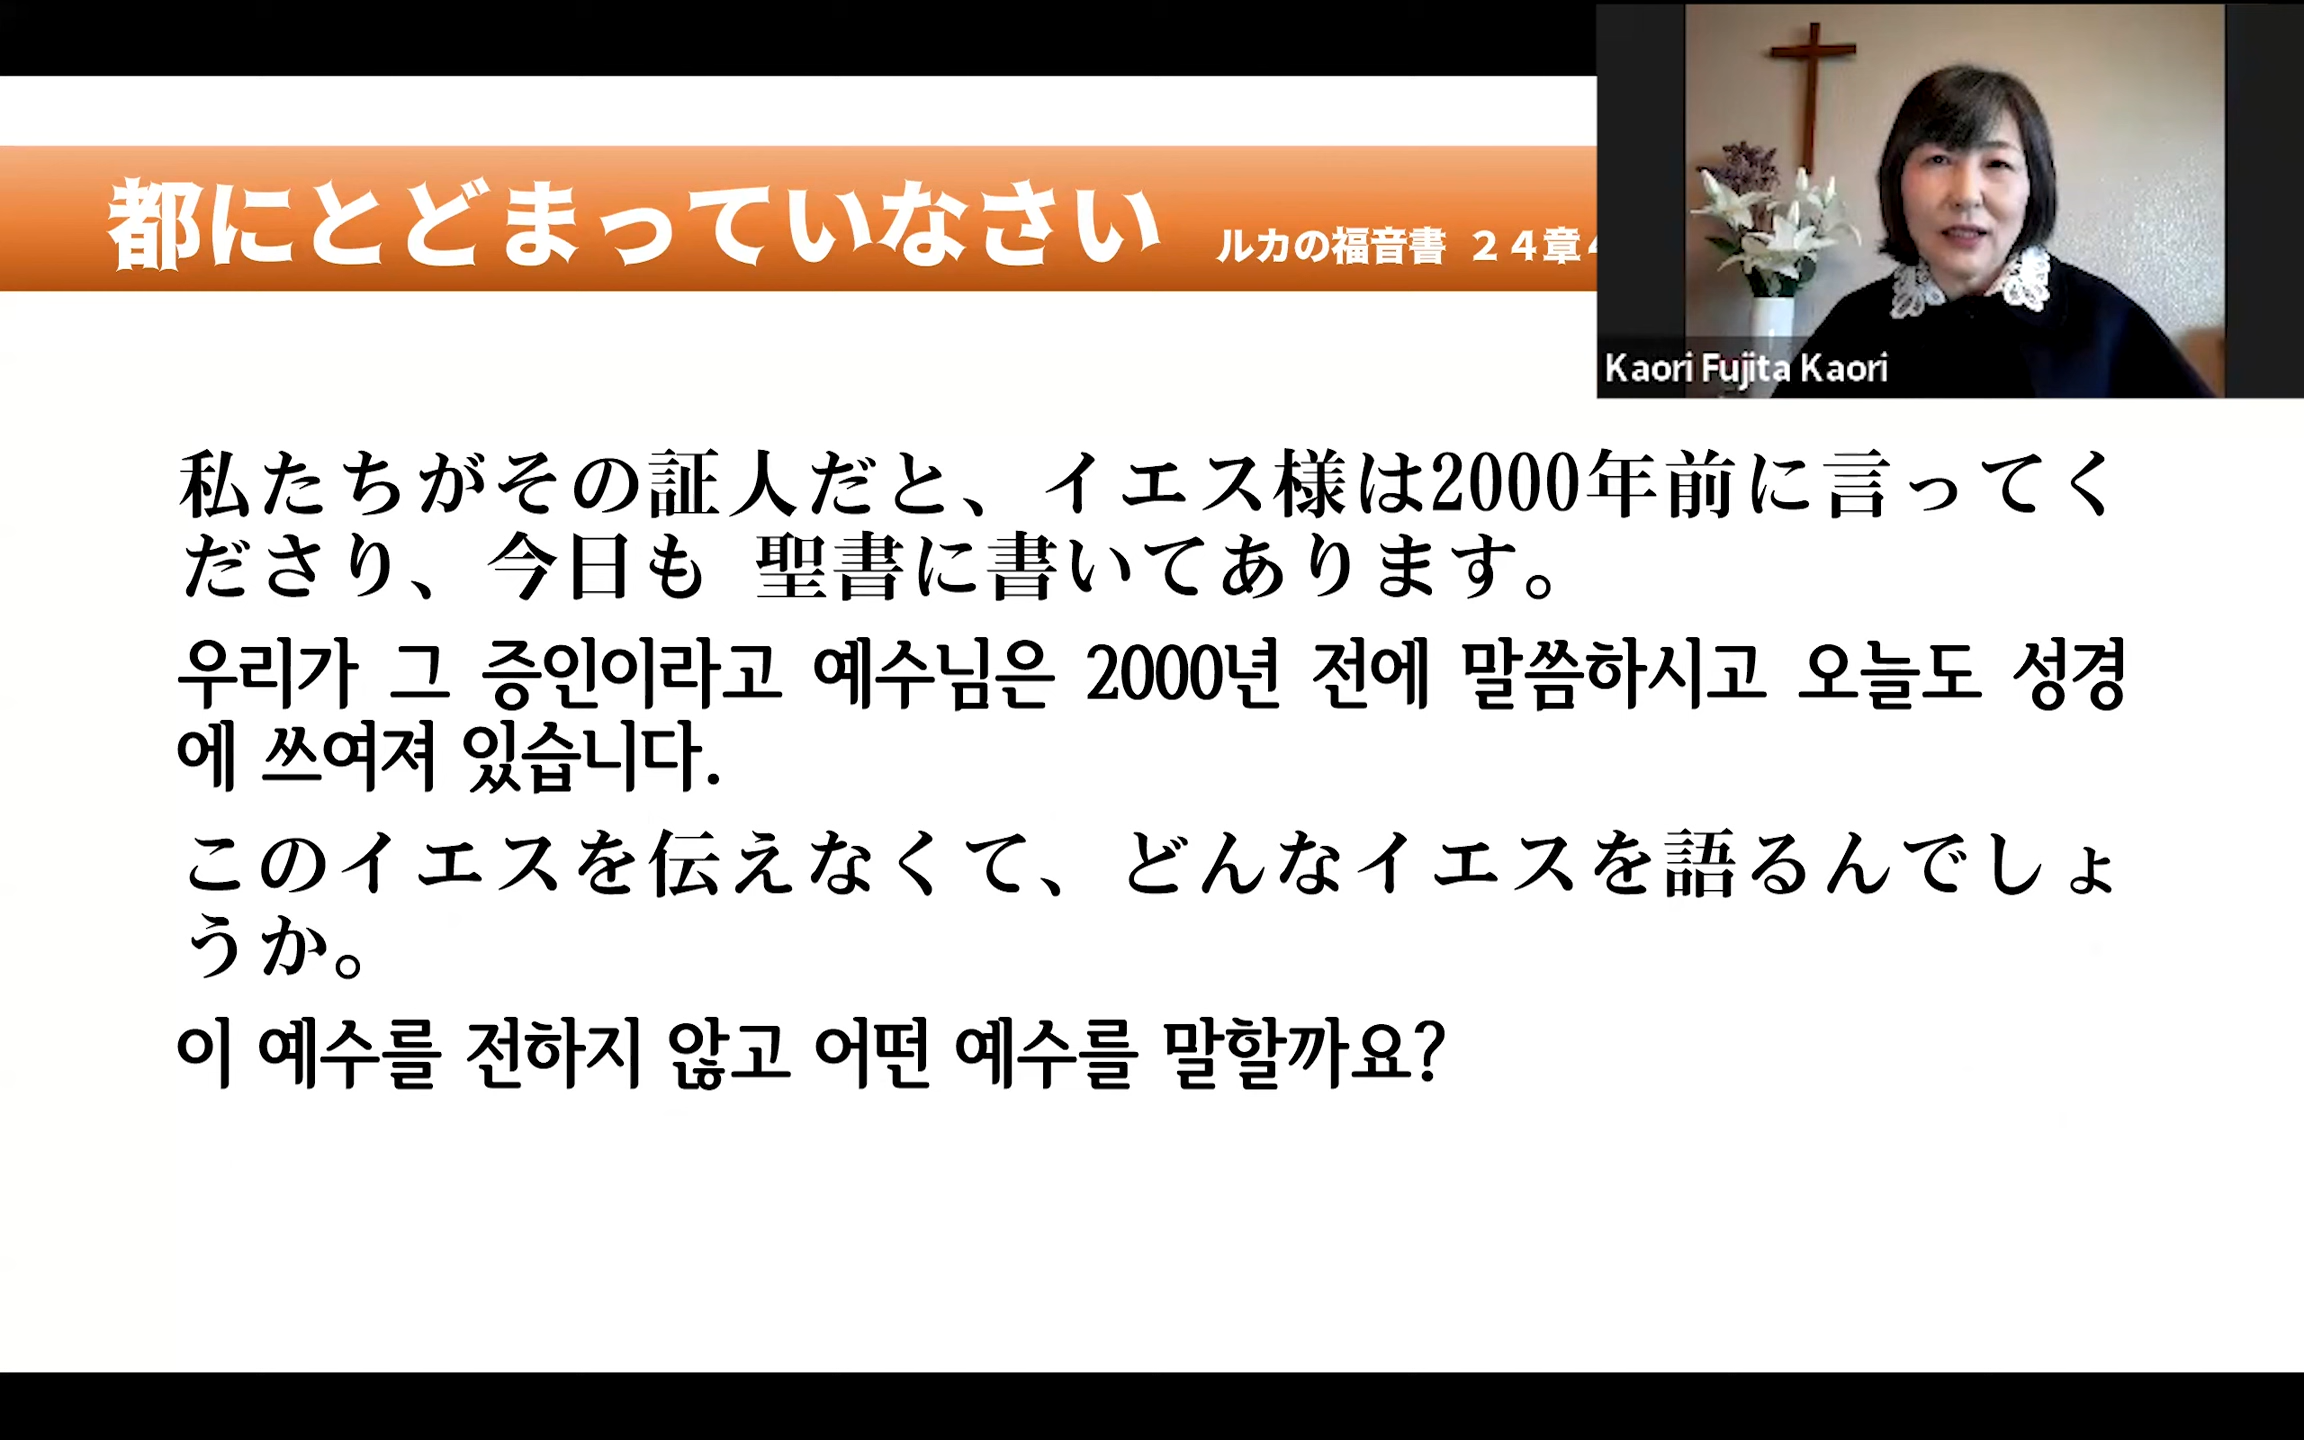 都にとどまっていなさい ルカの福音書 ２４章
Kaori Fujita Kaori
私たちがその証人だと、イエス様は2000年前に言ってく
ださり、今日も 聖書に書いてあります。
우리가 그 증인이라고 예수님은 2000년 전에 말씀하시고 오늘도 성경
에 쓰여져 있습니다.
このイエスを伝えなくて、どんなイエスを語るんでしょ
うか。
이 예수를 전하지 않고 어떤 예수를 말할까요?